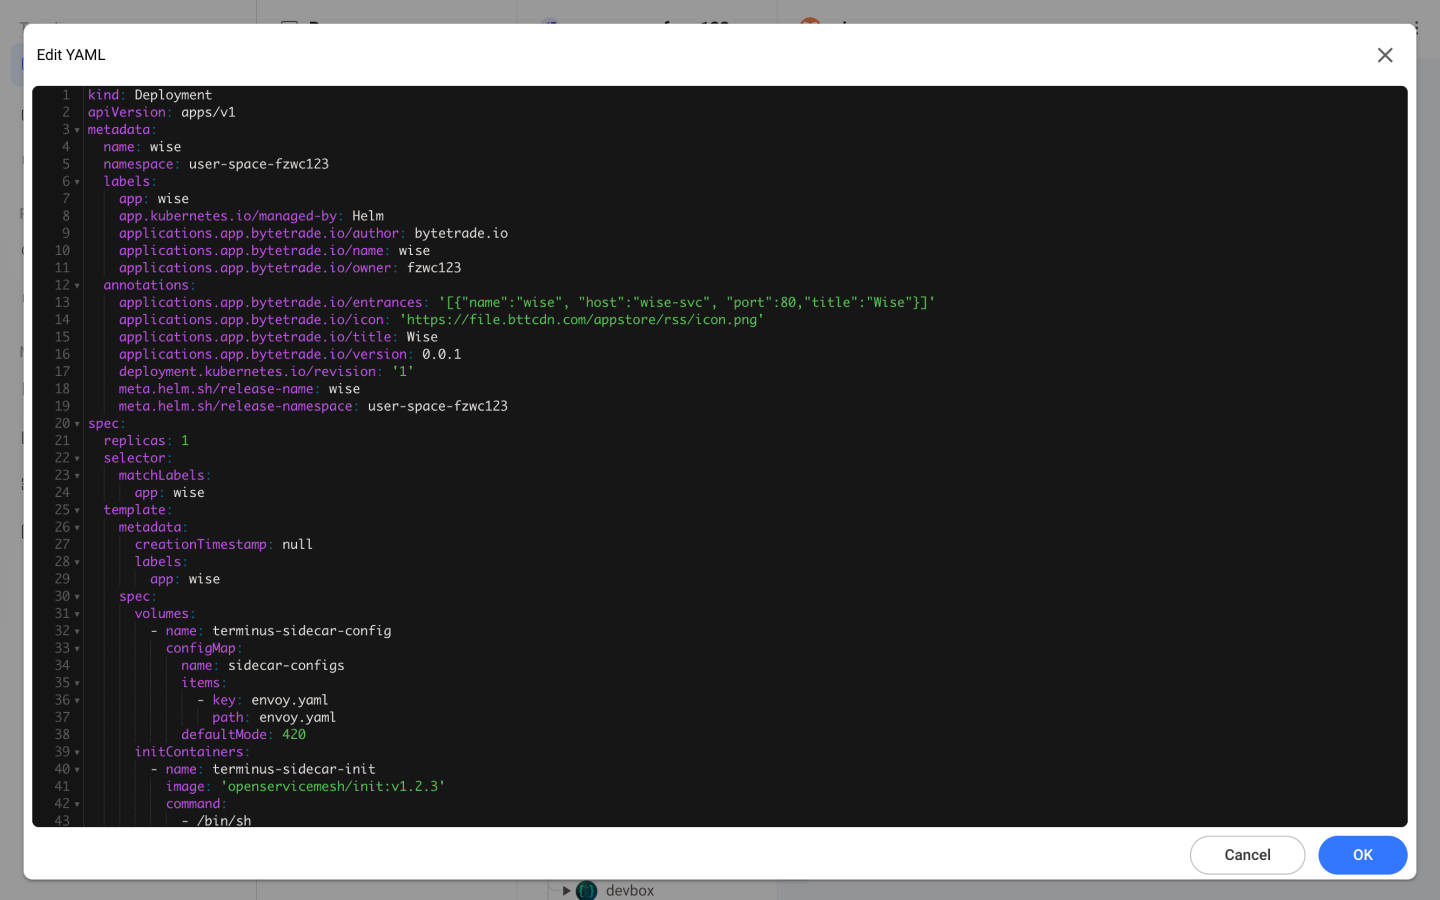 Edit YAML
1 kind: Deployment
2 apiVersion: apps/v1
3 metadata:
4 name: wise
5 namespace: user-space-fzwc123
6 labels:
7 app: wise
8 app.kubernetes.io/managed-by: Helm
9 applications.app.bytetrade.io/author: bytetrade.io
10 applications.app.bytetrade.io/name: wise
11 applications.app.bytetrade.io/owner: fzwc123
12 annotations:
13 applications.app.bytetrade.io/entrances: '[{"name":"wise", "host":"wise-svc", "port":80,"title":"Wise"}]'
14 applications.app.bytetrade.io/icon: 'https://file.bttcdn.com/appstore/rss/icon.png'
15 applications.app.bytetrade.io/title: Wise
16 applications.app.bytetrade.io/version: 0.0.1
17 deployment.kubernetes.io/revision: '1'
18 meta.helm.sh/release-name: wise
19 meta.helm.sh/release-namespace: user-space-fzwc123
20 spec:
21 replicas: 1
22 selector:
23 matchLabels:
24 app: wise
25 template:
26 metadata:
27 creationTimestamp: null
28 labels:
29 app: wise
30 spec:
31 volumes:
32 - name: terminus-sidecar-config
33 configMap:
34 name: sidecar-configs
35 items:
36 - key: envoy.yaml
37 path: envoy.yaml
38 defaultMode: 420
39 initContainers:
40 - name: terminus-sidecar-init
41 image: 'openservicemesh/init:v1.2.3'
42 command:
43 - /bin/sh
Cancel
OK
devbox